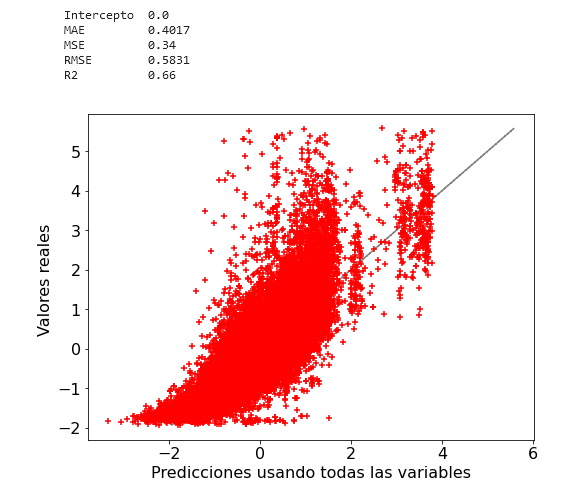 Intercepto 0.0
MAE 0.4017
MSE 0.34
RMSE 0.5831
R2 0.66
5
4
3
2
1
0
−1
−2
Valores reales
−2 0 2 4 6
Predicciones usando todas las variables